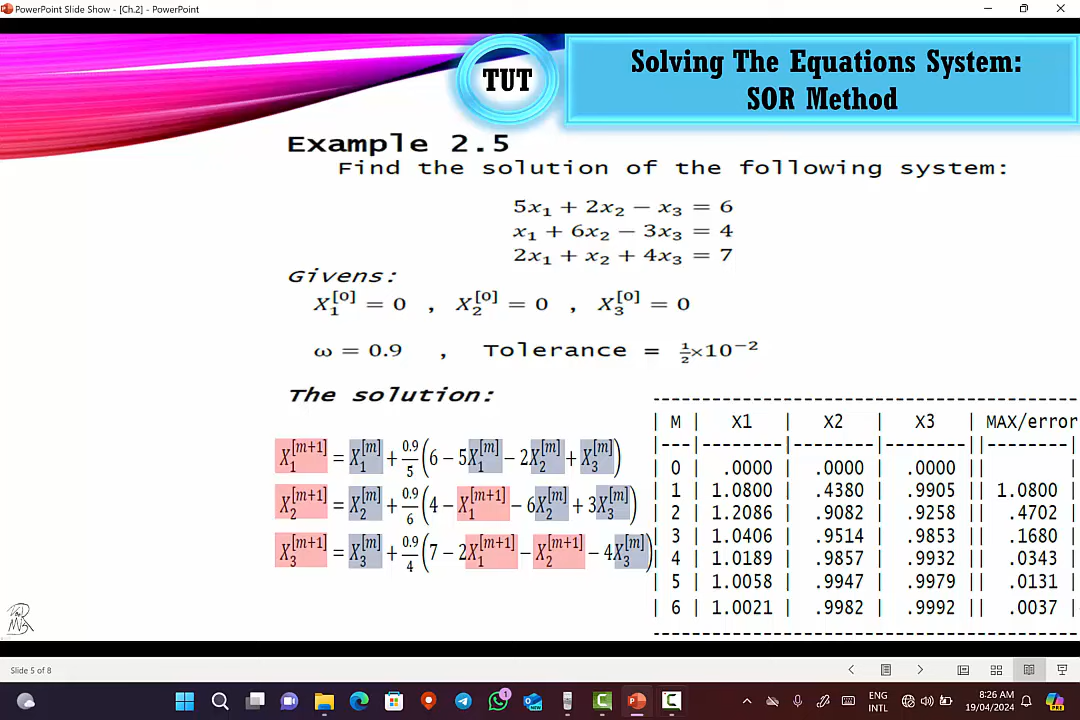 PowerPoint Slide Show - [Ch.2] - PowerPoint
TUT
Solving The Equations System:
SOR Method
Example 2.5
Find the solution of the following system:
5x₁ + 2x₂ − x₃ = 6
x₁ + 6x₂ − 3x₃ = 4
2x₁ + x₂ + 4x₃ = 7
Givens:
X₁^[0] = 0 , X₂^[0] = 0 , X₃^[0] = 0
ω = 0.9 , Tolerance = ½×10⁻²
The solution:
X₁^[m+1] = X₁^[m] + 0.9/5 (6 − 5X₁^[m] − 2X₂^[m] + X₃^[m])
X₂^[m+1] = X₂^[m] + 0.9/6 (4 − X₁^[m+1] − 6X₂^[m] + 3X₃^[m])
X₃^[m+1] = X₃^[m] + 0.9/4 (7 − 2X₁^[m+1] − X₂^[m+1] − 4X₃^[m])
| M | X1 | X2 | X3 || MAX/error
| 0 | .0000 | .0000 | .0000 || |
| 1 | 1.0800 | .4380 | .9905 || 1.0800 |
| 2 | 1.2086 | .9082 | .9258 || .4702 |
| 3 | 1.0406 | .9514 | .9853 || .1680 |
| 4 | 1.0189 | .9857 | .9932 || .0343 |
| 5 | 1.0058 | .9947 | .9979 || .0131 |
| 6 | 1.0021 | .9982 | .9992 || .0037 |
Slide 5 of 8
1
ENG
INTL
8:26 AM
19/04/2024
PRE